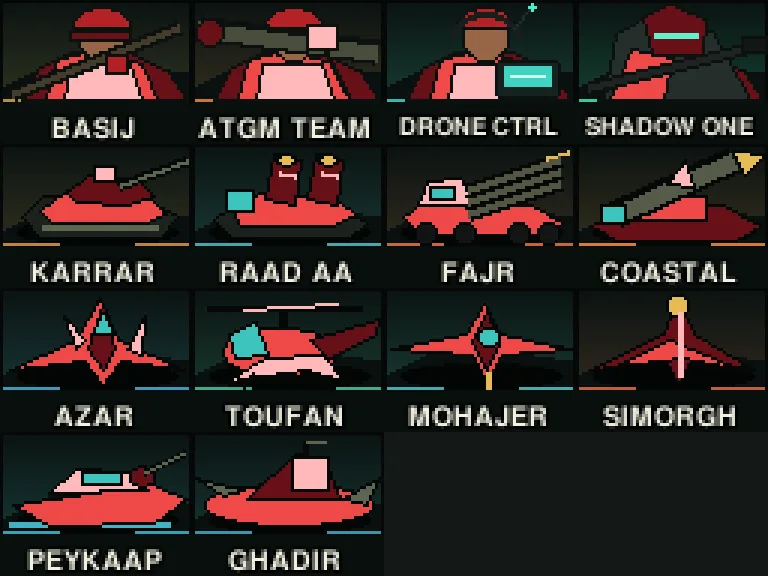 BASIJ
ATGM TEAM
DRONE CTRL
SHADOW ONE
KARRAR
RAAD AA
FAJR
COASTAL
AZAR
TOUFAN
MOHAJER
SIMORGH
PEYKAAP
GHADIR